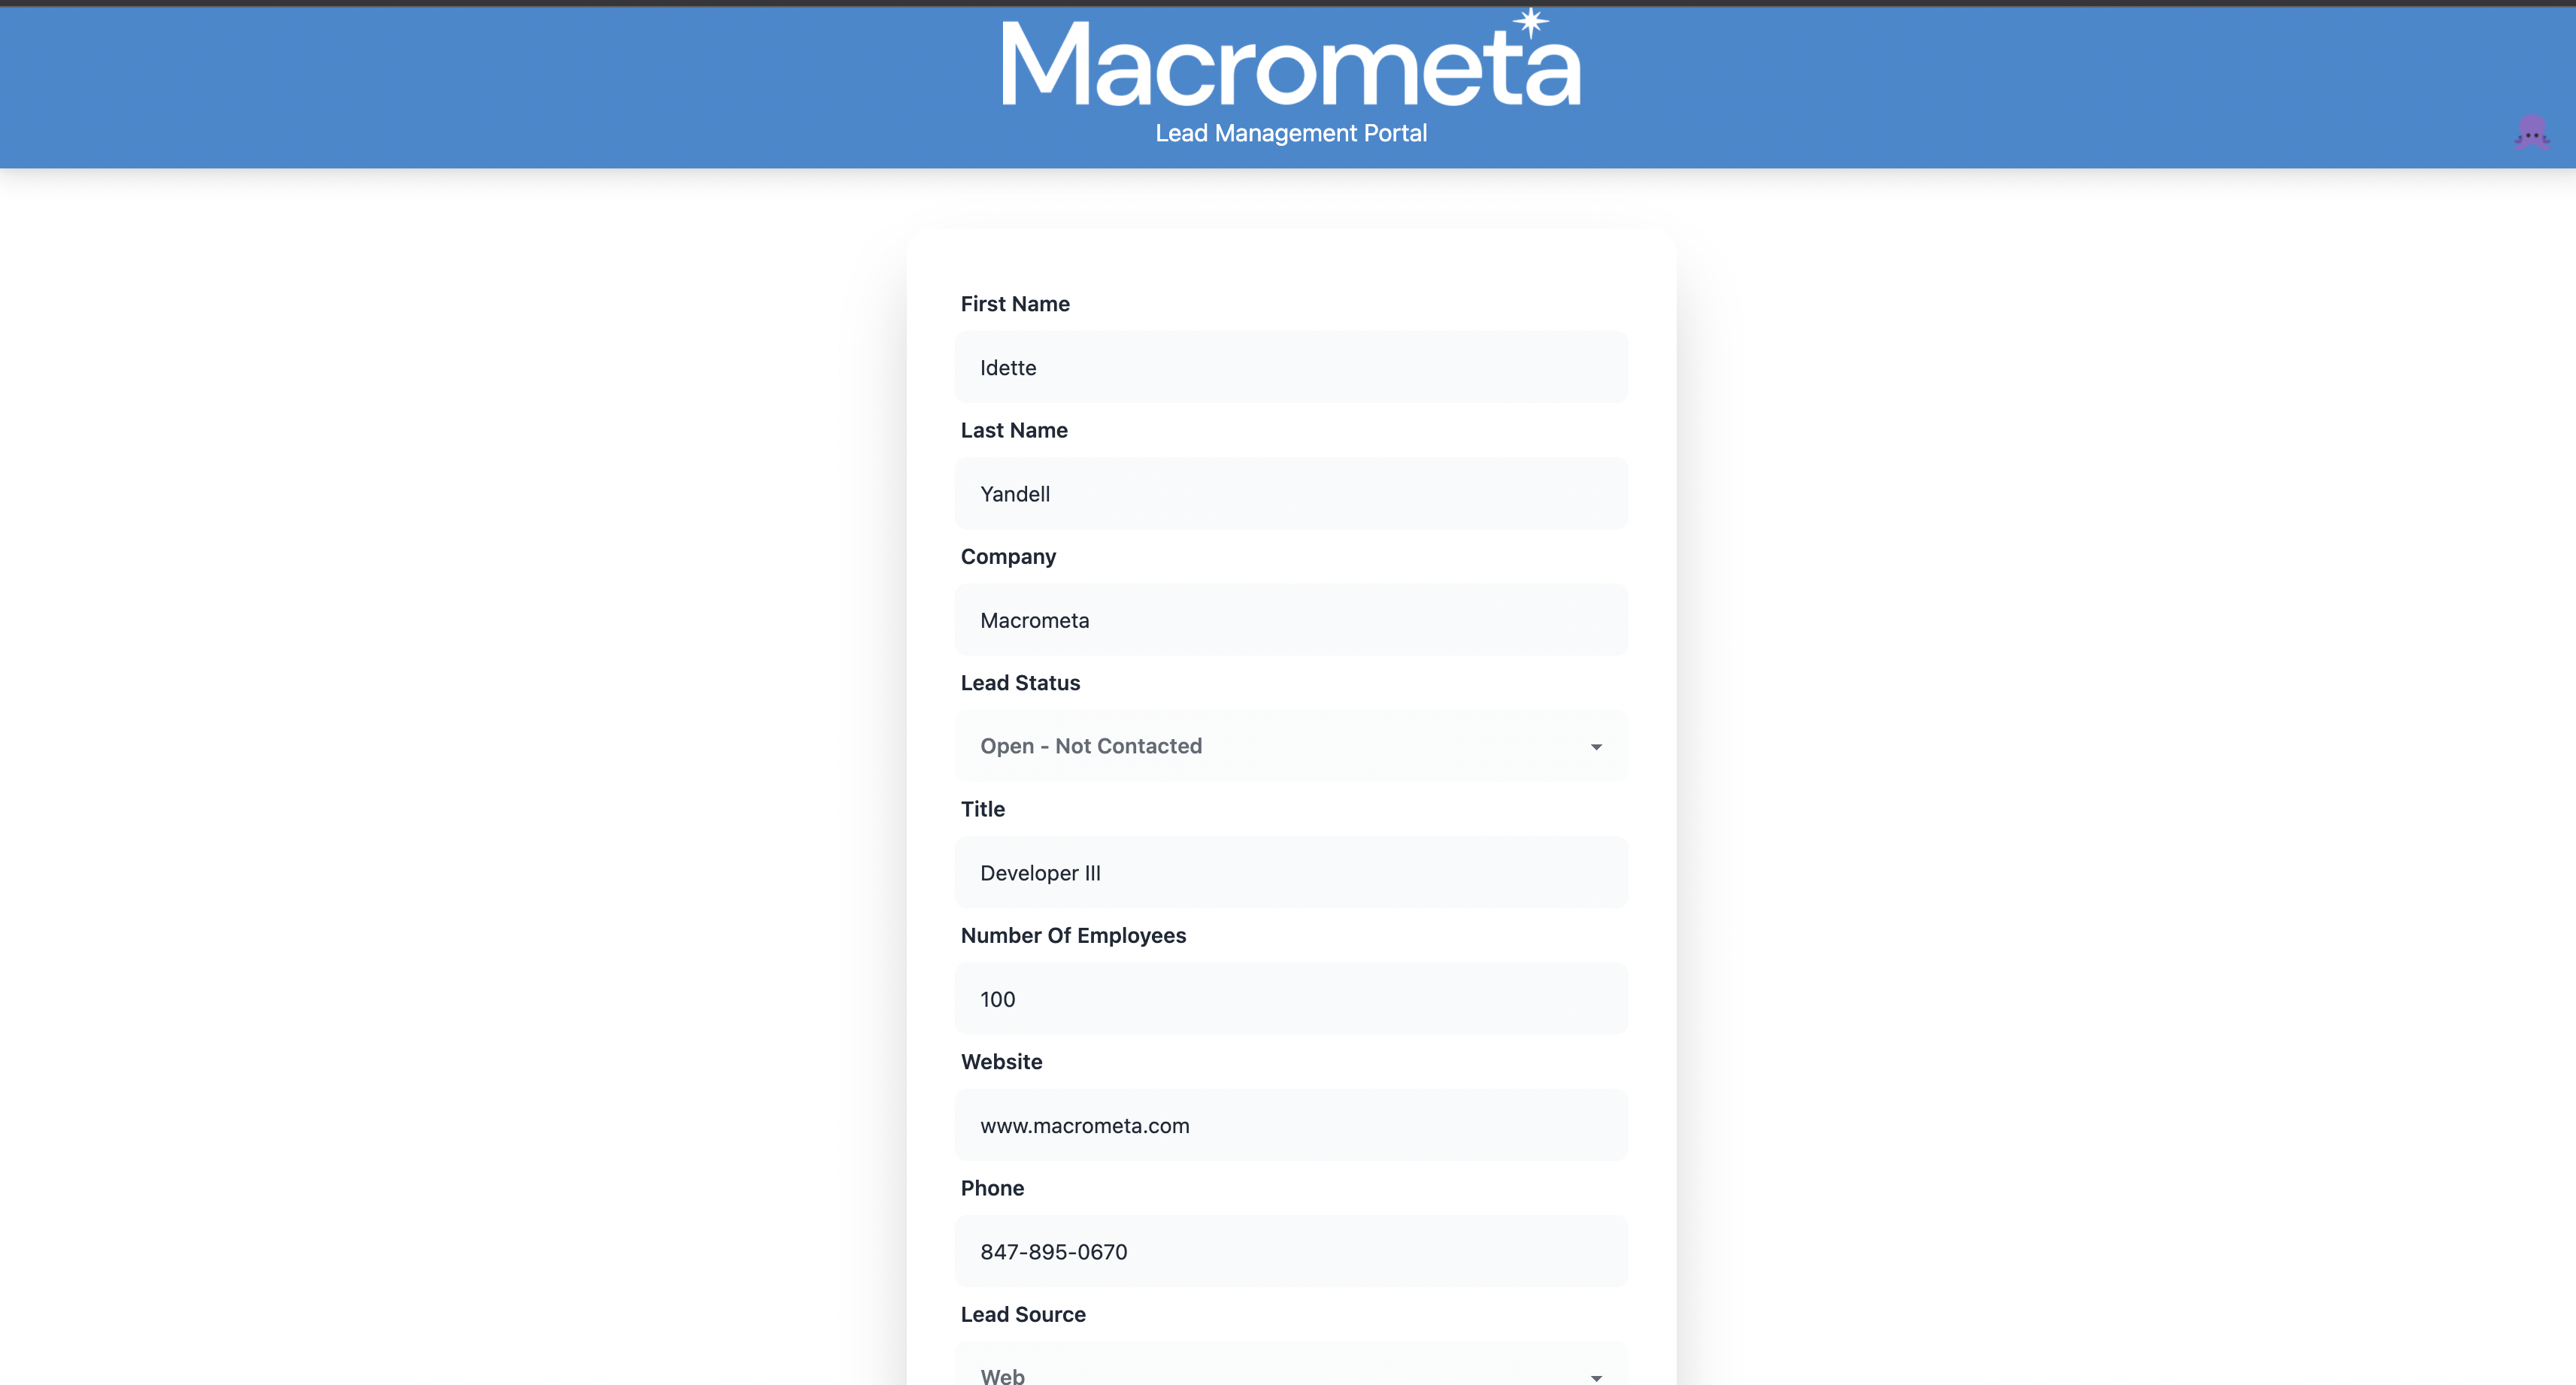 Macrometa
Lead Management Portal
First Name
Idette
Last Name
Yandell
Company
Macrometa
Lead Status
Open - Not Contacted
Title
Developer III
Number Of Employees
100
Website
www.macrometa.com
Phone
847-895-0670
Lead Source
Web